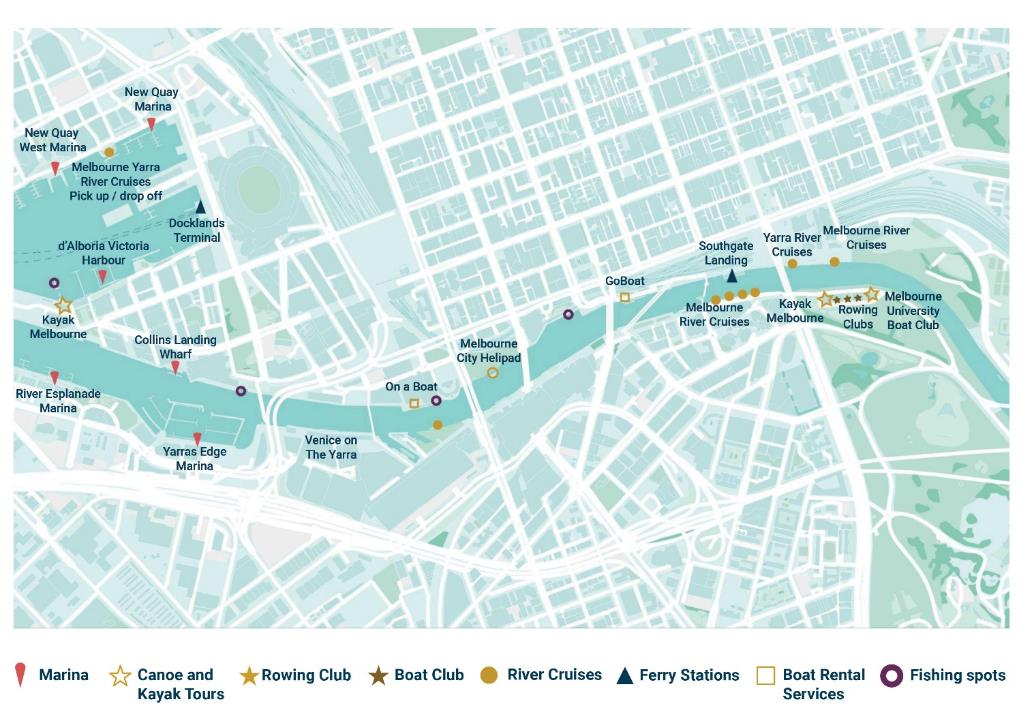 New Quay
Marina
New Quay
West Marina
Melbourne Yarra
River Cruises
Pick up / drop off
Docklands
Terminal
d'Alboria Victoria
Harbour
Kayak
Melbourne
Collins Landing
Wharf
River Esplanade
Marina
Yarras Edge
Marina
Venice on
The Yarra
On a Boat
Melbourne
City Helipad
GoBoat
Southgate
Landing
Melbourne
River Cruises
Yarra River
Cruises
Melbourne River
Cruises
Kayak
Melbourne
Rowing
Clubs
Melbourne
University
Boat Club
Marina
Canoe and
Kayak Tours
Rowing Club
Boat Club
River Cruises
Ferry Stations
Boat Rental
Services
Fishing spots